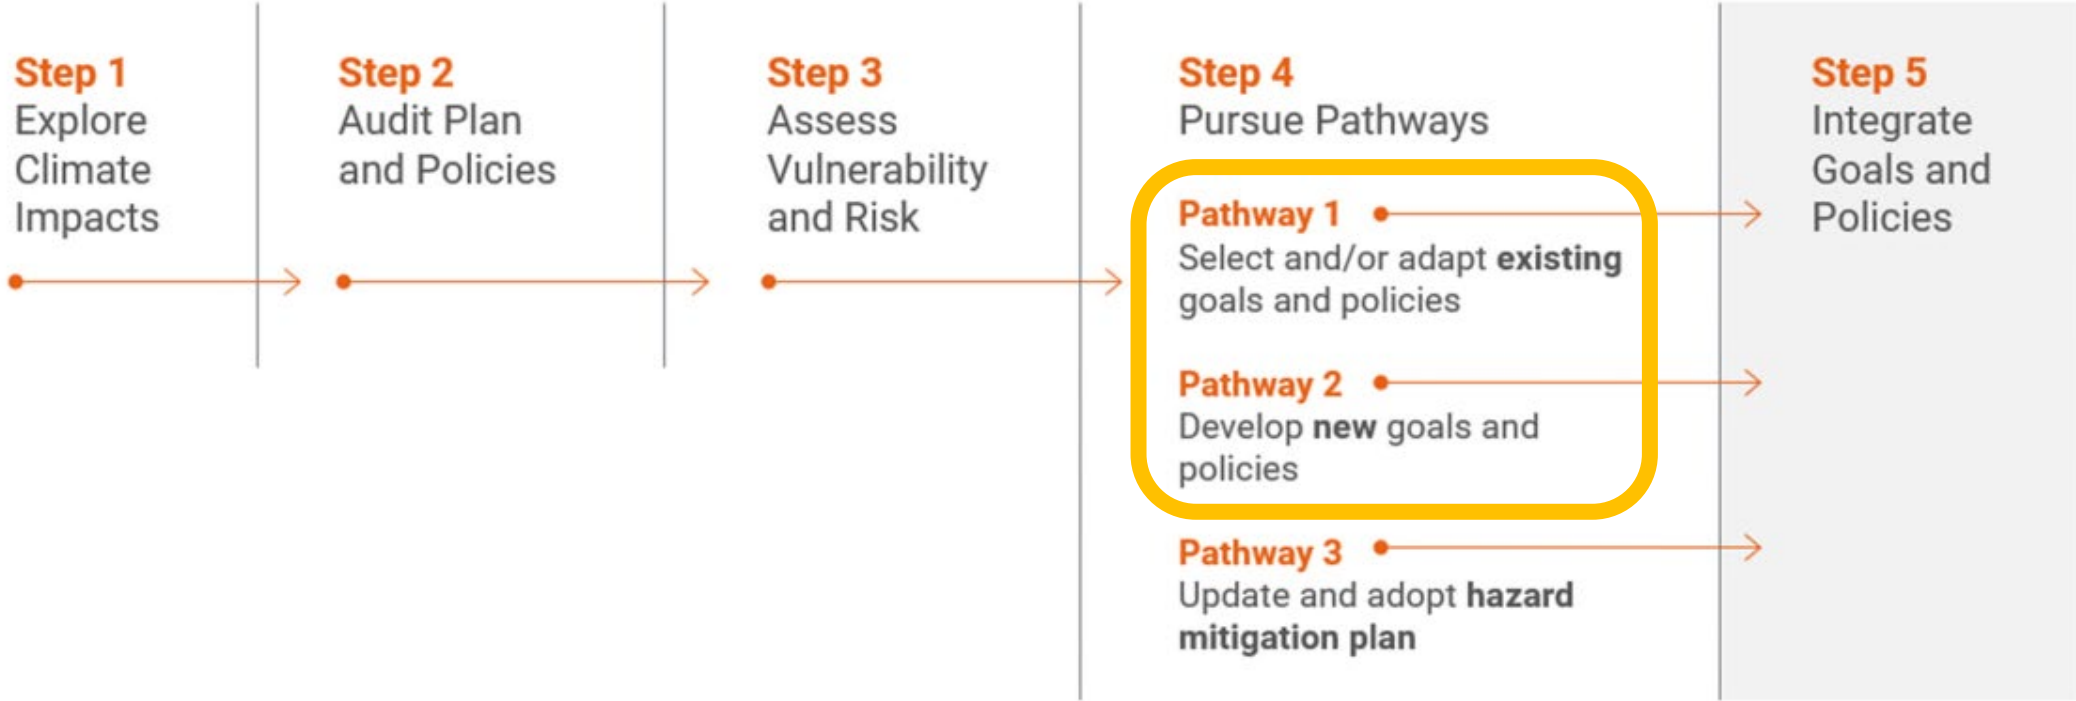 Step 1
Explore
Climate
Impacts
Step 2
Audit Plan
and Policies
Step 3
Assess
Vulnerability
and Risk
Step 4
Pursue Pathways
Pathway 1
Select and/or adapt existing
goals and policies
Pathway 2
Develop new goals and
policies
Pathway 3
Update and adopt hazard
mitigation plan
Step 5
Integrate
Goals and
Policies